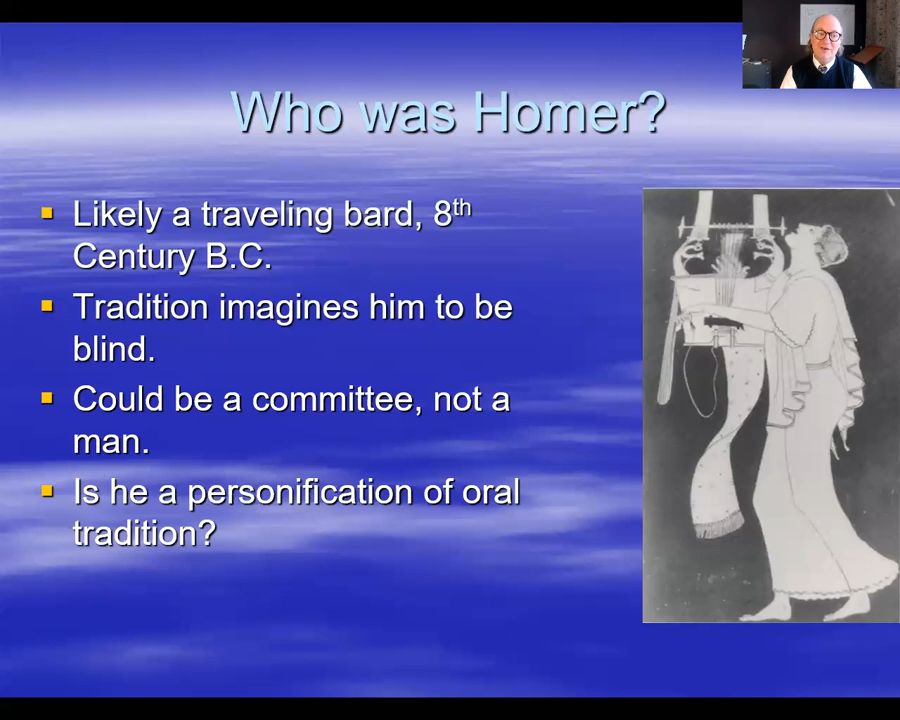 Who was Homer?
Likely a traveling bard, 8th
Century B.C.
Tradition imagines him to be
blind.
Could be a committee, not a
man.
Is he a personification of oral
tradition?